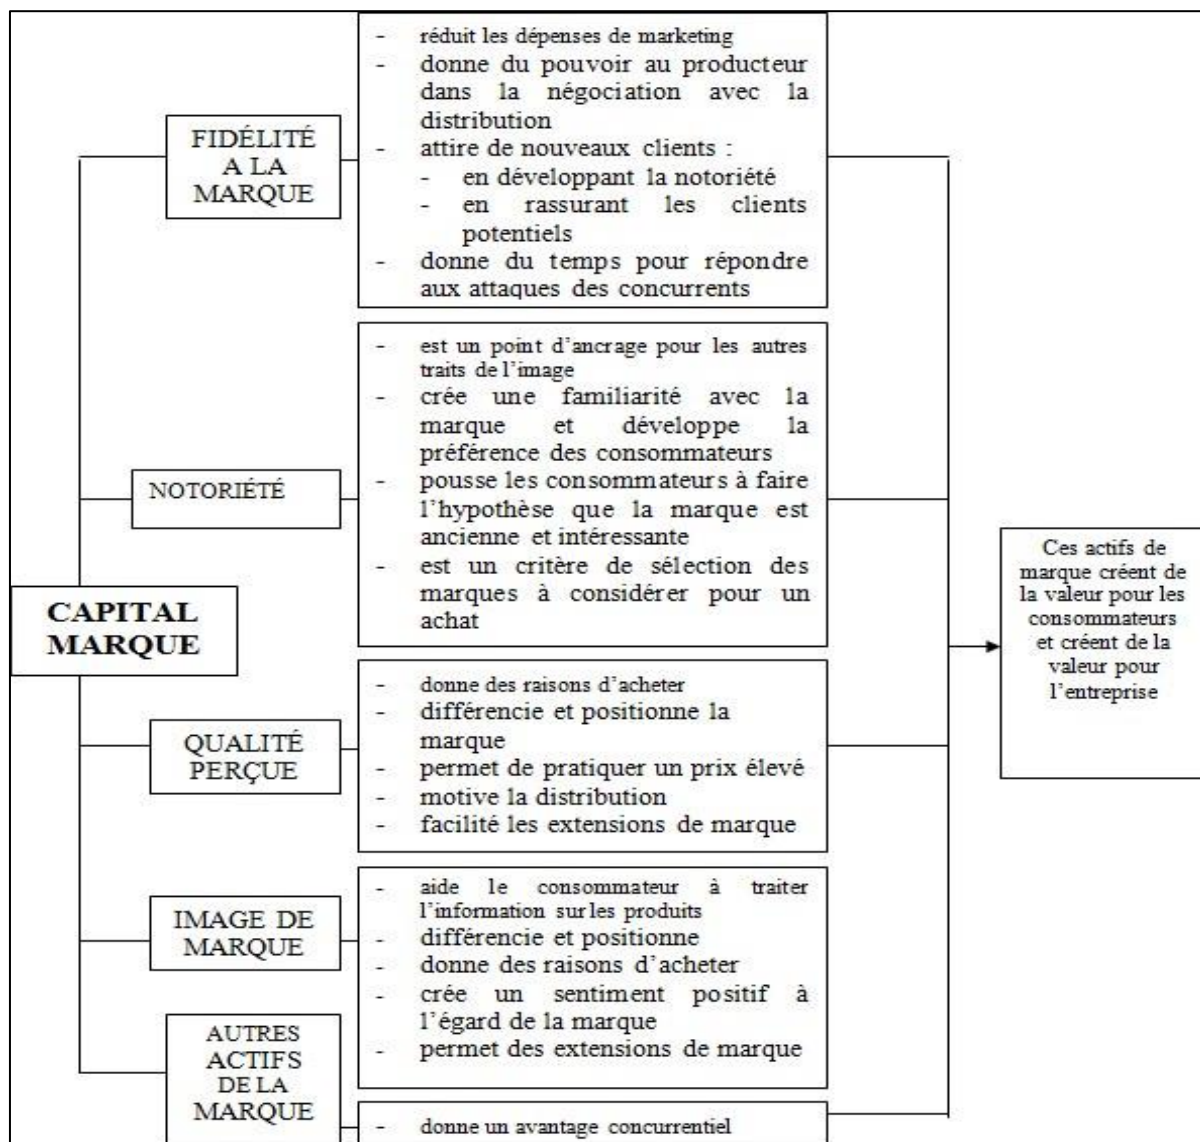 CAPITAL
MARQUE
FIDÉLITÉ
A LA
MARQUE
- réduit les dépenses de marketing
- donne du pouvoir au producteur
dans la négociation avec la
distribution
- attire de nouveaux clients :
- en développant la notoriété
- en rassurant les clients
potentiels
- donne du temps pour répondre
aux attaques des concurrents
NOTORIÉTÉ
- est un point d'ancrage pour les autres
traits de l'image
- crée une familiarité avec la
marque et développe la
préférence des consommateurs
- pousse les consommateurs à faire
l'hypothèse que la marque est
ancienne et intéressante
- est un critère de sélection des
marques à considérer pour un
achat
QUALITÉ
PERÇUE
- donne des raisons d'acheter
- différencie et positionne la
marque
- permet de pratiquer un prix élevé
- motive la distribution
- facilité les extensions de marque
IMAGE DE
MARQUE
- aide le consommateur à traiter
l'information sur les produits
- différencie et positionne
- donne des raisons d'acheter
- crée un sentiment positif à
l'égard de la marque
- permet des extensions de marque
AUTRES
ACTIFS
DE LA
MARQUE
- donne un avantage concurrentiel
Ces actifs de
marque créent de
la valeur pour les
consommateurs
et créent de la
valeur pour
l'entreprise